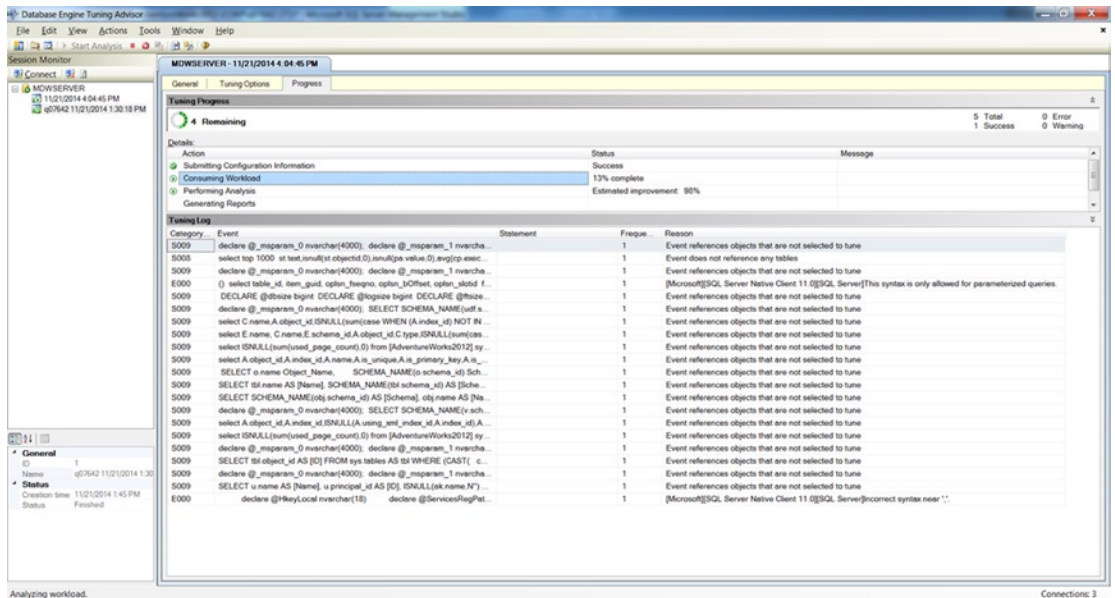 Database Engine Tuning Advisor
File Edit View Actions Tools Window Help
Start Analysis
Session Monitor
Connect
MDWSERVER
11/21/2014 4:04:45 PM
q07642 11/21/2014 1:30:18 PM
MDWSERVER - 11/21/2014 4:04:45 PM
General Tuning Options Progress
Tuning Progress
4 Remaining
5 Total 0 Error
1 Success 0 Warning
Details:
Action Status Message
Submitting Configuration Information Success
Consuming Workload 13% complete
Performing Analysis Estimated improvement: 98%
Generating Reports
Tuning Log
Category... Event Statement Freque... Reason
S009 declare @_msparam_0 nvarchar(4000); declare @_msparam_1 nvarcha... 1 Event references objects that are not selected to tune
S008 select top 1000 st.text,isnull(st.objectid,0),isnull(pa.value,0),avg(cp.exec... 1 Event does not reference any tables
S009 declare @_msparam_0 nvarchar(4000); declare @_msparam_1 nvarcha... 1 Event references objects that are not selected to tune
E000 () select table_id, item_guid, oplsn_fseqno, oplsn_bOffset, oplsn_slotid f... 1 [Microsoft][SQL Server Native Client 11.0][SQL Server]This syntax is only allowed for parameterized queries.
S009 DECLARE @dbsize bigint DECLARE @logsize bigint DECLARE @ftsize... 1 Event references objects that are not selected to tune
S009 declare @_msparam_0 nvarchar(4000); SELECT SCHEMA_NAME(udf.s... 1 Event references objects that are not selected to tune
S009 select C.name,A.object_id,ISNULL(sum(case WHEN (A.index_id) NOT IN ... 1 Event references objects that are not selected to tune
S009 select E.name, C.name,E.schema_id,A.object_id,C.type,ISNULL(sum(cas... 1 Event references objects that are not selected to tune
S009 select ISNULL(sum(used_page_count),0) from [AdventureWorks2012].sy... 1 Event references objects that are not selected to tune
S009 select A.object_id,A.index_id,A.name,A.is_unique,A.is_primary_key,A.is_... 1 Event references objects that are not selected to tune
S009 SELECT o.name Object_Name, SCHEMA_NAME(o.schema_id) Sch... 1 Event references objects that are not selected to tune
S009 SELECT tbl.name AS [Name], SCHEMA_NAME(tbl.schema_id) AS [Sche... 1 Event references objects that are not selected to tune
S009 SELECT SCHEMA_NAME(obj.schema_id) AS [Schema], obj.name AS [Na... 1 Event references objects that are not selected to tune
S009 declare @_msparam_0 nvarchar(4000); SELECT SCHEMA_NAME(v.sch... 1 Event references objects that are not selected to tune
S009 select A.object_id,A.index_id,ISNULL(A.using_xml_index_id,A.index_id),A... 1 Event references objects that are not selected to tune
S009 select ISNULL(sum(used_page_count),0) from [AdventureWorks2012].sy... 1 Event references objects that are not selected to tune
S009 declare @_msparam_0 nvarchar(4000); declare @_msparam_1 nvarcha... 1 Event references objects that are not selected to tune
S009 SELECT tbl.object_id AS [ID] FROM sys.tables AS tbl WHERE (CAST( c... 1 Event references objects that are not selected to tune
S009 declare @_msparam_0 nvarchar(4000); declare @_msparam_1 nvarcha... 1 Event references objects that are not selected to tune
S009 SELECT u.name AS [Name], u.principal_id AS [ID], ISNULL(ak.name,N'') ... 1 Event references objects that are not selected to tune
E000 declare @HkeyLocal nvarchar(18) declare @ServicesRegPat... 1 [Microsoft][SQL Server Native Client 11.0][SQL Server]Incorrect syntax near ','.
General
ID 1
Name q07642 11/21/2014 1:30
Status
Creation time 11/21/2014 1:45 PM
Status Finished
Analyzing workload. Connections: 3